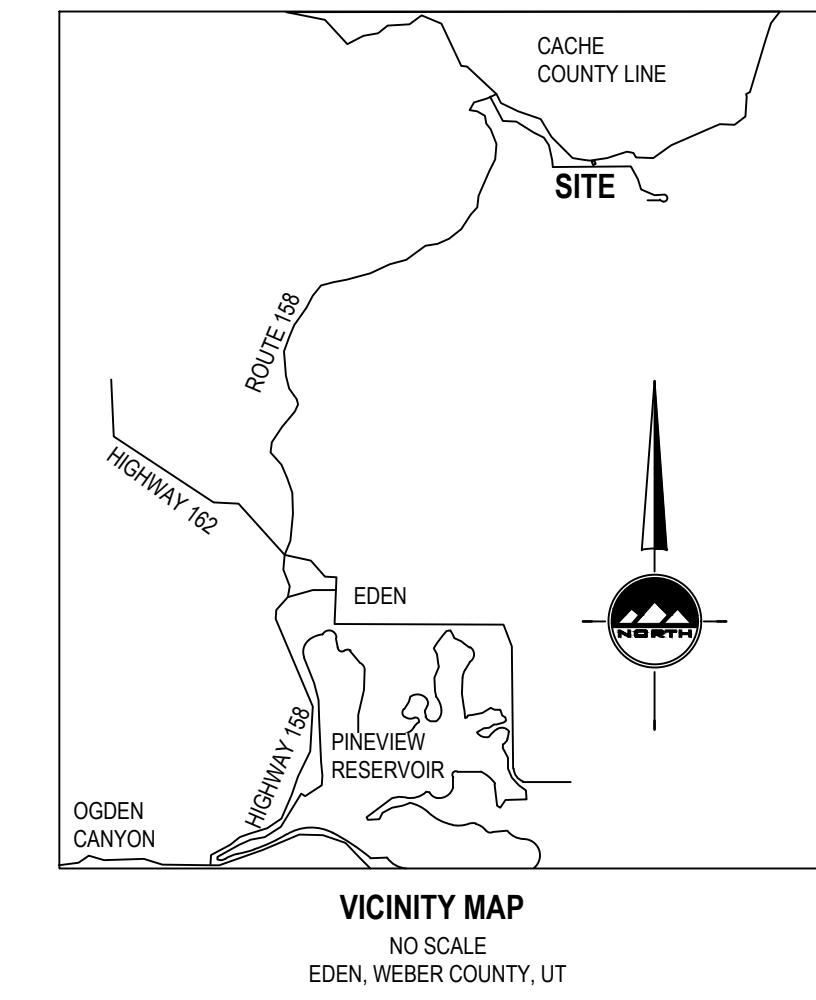 CACHE
COUNTY LINE
SITE
ROUTE 158
HIGHWAY 162
EDEN
NORTH
HIGHWAY 158
PINEVIEW
RESERVOIR
OGDEN
CANYON
VICINITY MAP
NO SCALE
EDEN, WEBER COUNTY, UT